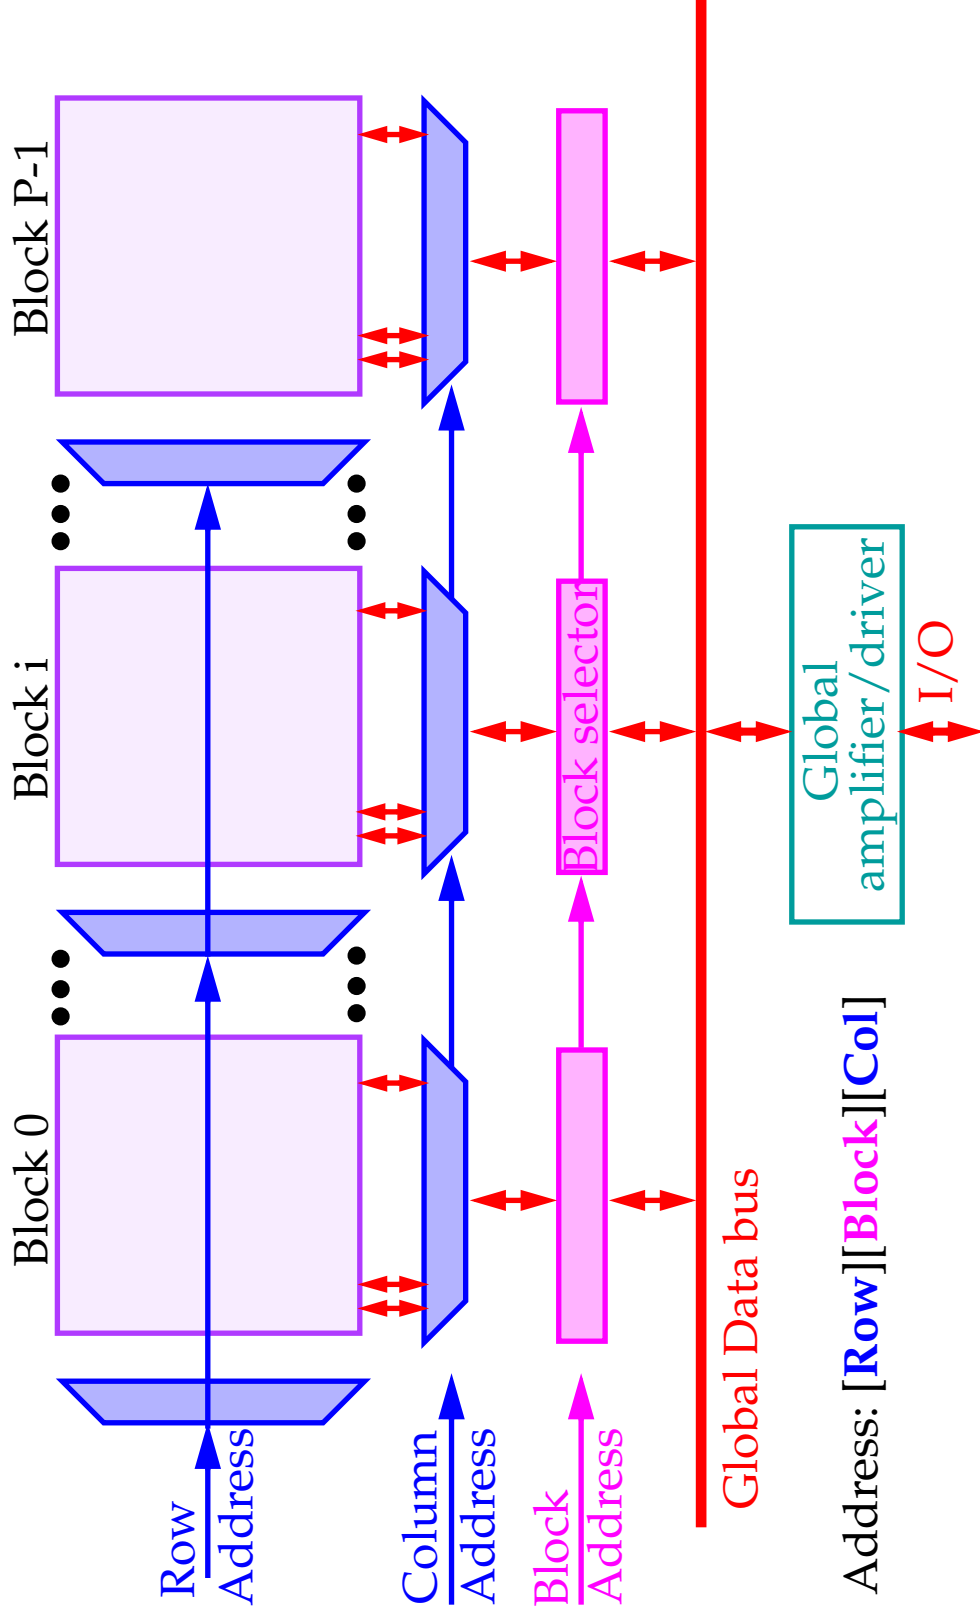 Block 0
Block i
Block P-1
Row
Address
Column
Address
Block
Address
Block selector
Global Data bus
Global
amplifier/driver
I/O
Address: [Row][Block][Col]